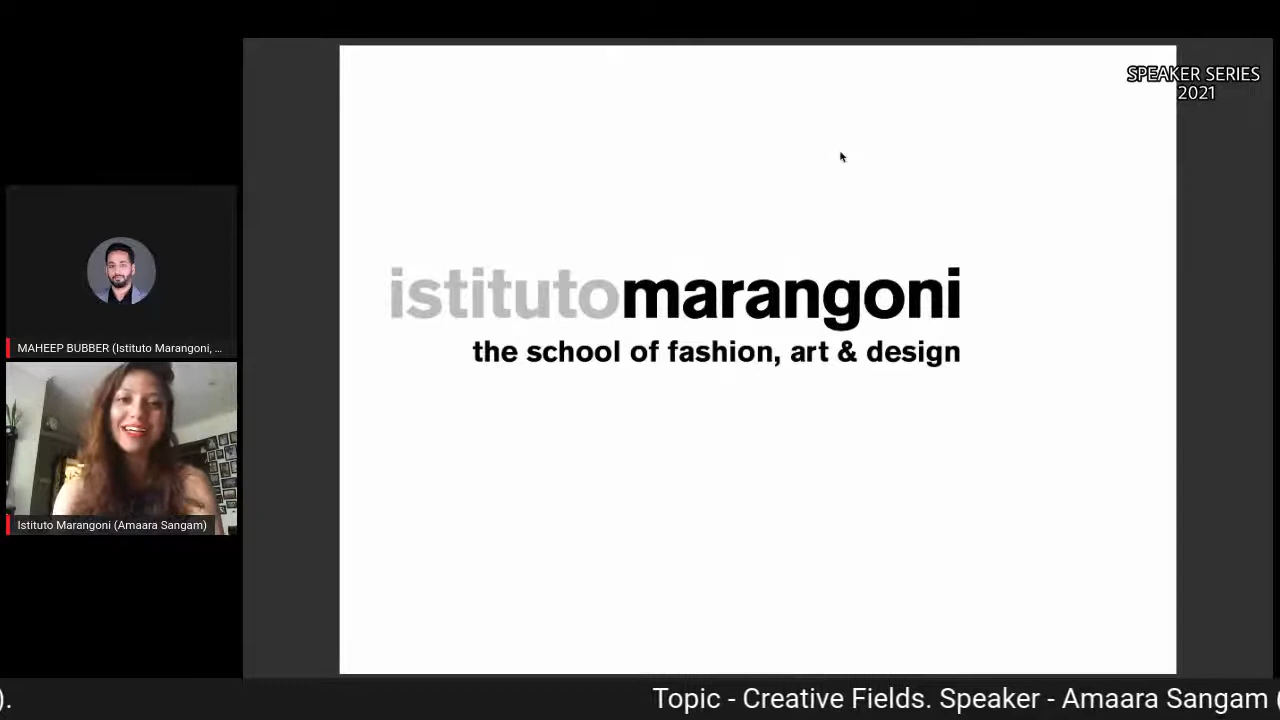 SPEAKER SERIES
2021
istitutomarangoni
the school of fashion, art & design
MAHEEP BUBBER (Istituto Marangoni, ...
Istituto Marangoni (Amaara Sangam)
). Topic - Creative Fields. Speaker - Amaara Sangam (